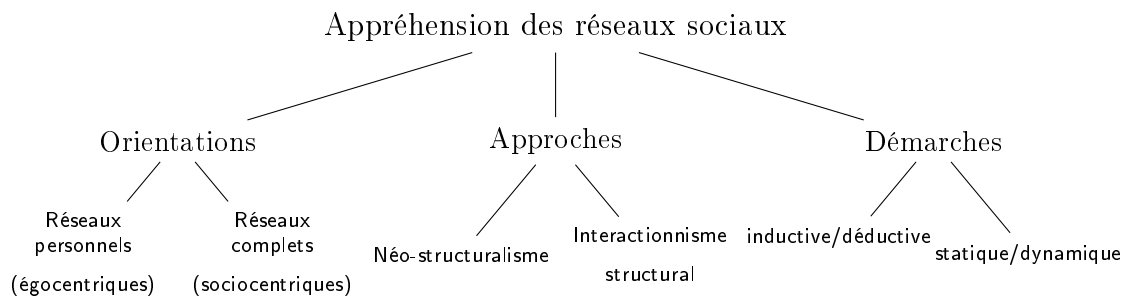 Appréhension des réseaux sociaux
Orientations
Approches
Démarches
Réseaux
personnels
(égocentriques)
Réseaux
complets
(sociocentriques)
Néo-structuralisme
Interactionnisme
structural
inductive/déductive
statique/dynamique